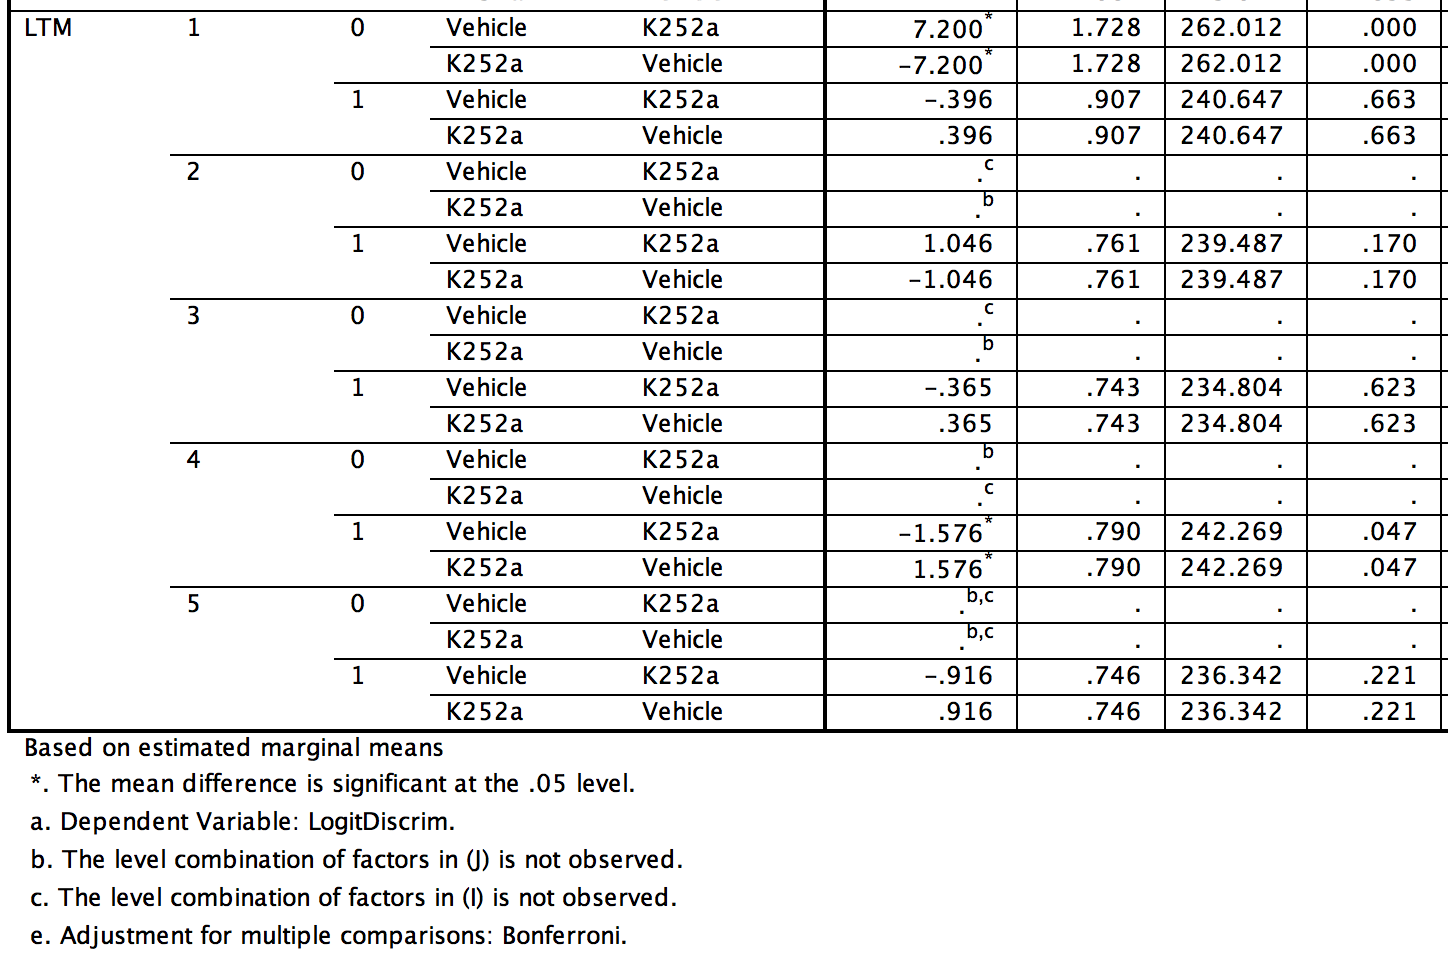 LTM 1 0 Vehicle K252a 7.200* 1.728 262.012 .000
K252a Vehicle -7.200* 1.728 262.012 .000
1 Vehicle K252a -.396 .907 240.647 .663
K252a Vehicle .396 .907 240.647 .663
2 0 Vehicle K252a .c . . .
K252a Vehicle .b . . .
1 Vehicle K252a 1.046 .761 239.487 .170
K252a Vehicle -1.046 .761 239.487 .170
3 0 Vehicle K252a .c . . .
K252a Vehicle .b . . .
1 Vehicle K252a -.365 .743 234.804 .623
K252a Vehicle .365 .743 234.804 .623
4 0 Vehicle K252a .b . . .
K252a Vehicle .c . . .
1 Vehicle K252a -1.576* .790 242.269 .047
K252a Vehicle 1.576* .790 242.269 .047
5 0 Vehicle K252a .b,c . . .
K252a Vehicle .b,c . . .
1 Vehicle K252a -.916 .746 236.342 .221
K252a Vehicle .916 .746 236.342 .221
Based on estimated marginal means
*. The mean difference is significant at the .05 level.
a. Dependent Variable: LogitDiscrim.
b. The level combination of factors in (J) is not observed.
c. The level combination of factors in (I) is not observed.
e. Adjustment for multiple comparisons: Bonferroni.